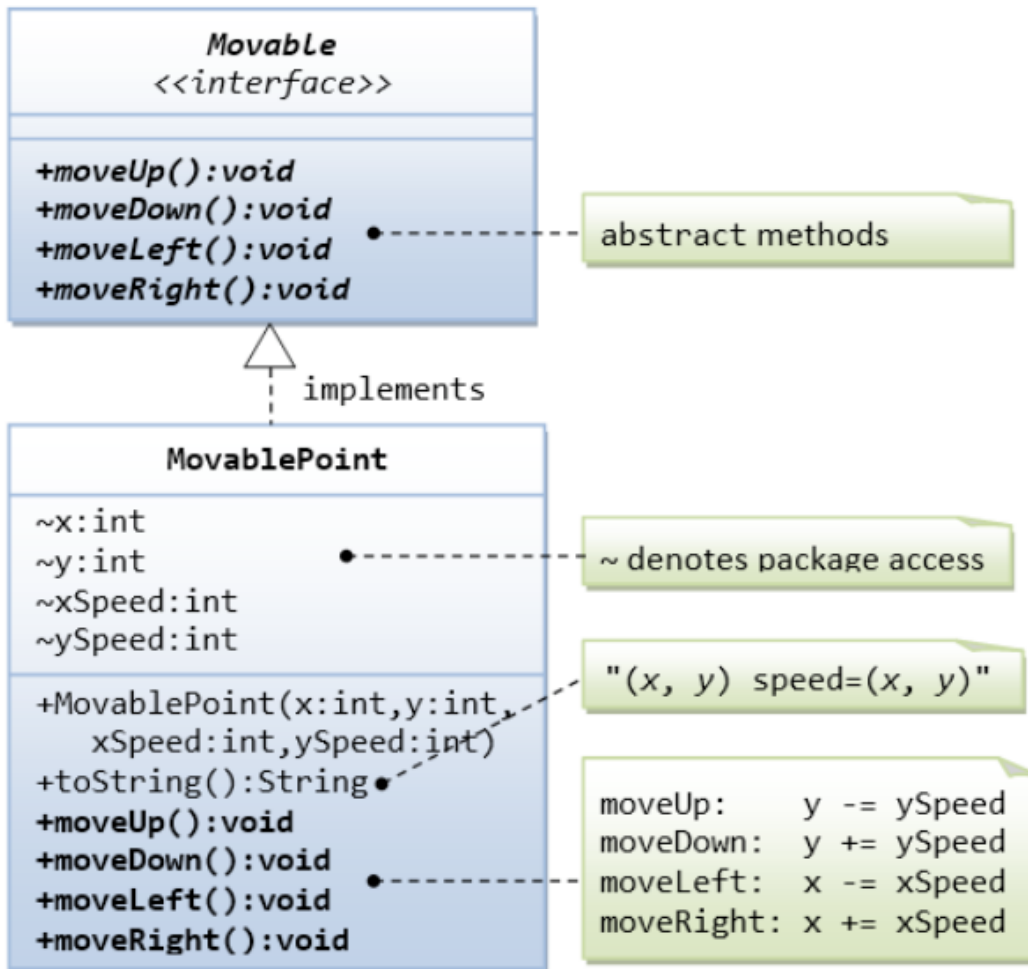 Movable
<<interface>>
+moveUp():void
+moveDown():void
+moveLeft():void
+moveRight():void
abstract methods
implements
MovablePoint
~x:int
~y:int
~xSpeed:int
~ySpeed:int
~ denotes package access
+MovablePoint(x:int,y:int,
xSpeed:int,ySpeed:int)
+toString():String
+moveUp():void
+moveDown():void
+moveLeft():void
+moveRight():void
"(x, y) speed=(x, y)"
moveUp: y -= ySpeed
moveDown: y += ySpeed
moveLeft: x -= xSpeed
moveRight: x += xSpeed